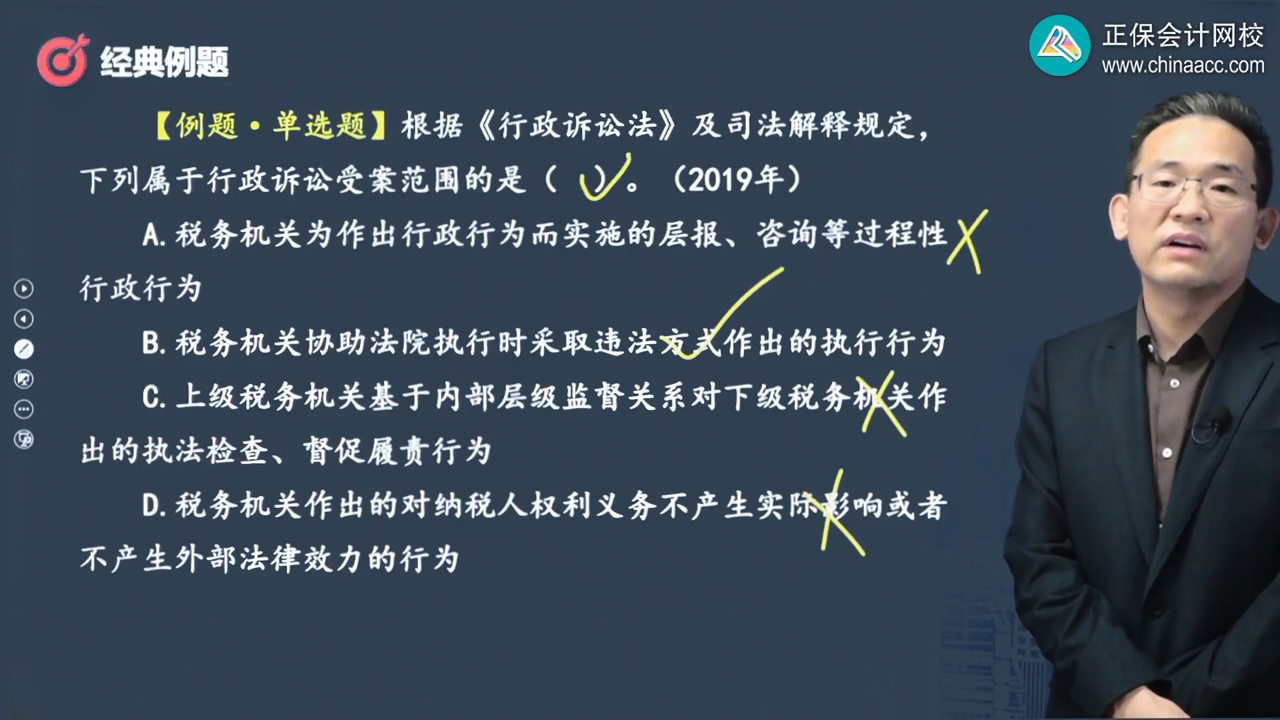 经典例题
正保会计网校
www.chinaacc.com
【例题·单选题】根据《行政诉讼法》及司法解释规定，
下列属于行政诉讼受案范围的是（ ）。（2019年）
A.税务机关为作出行政行为而实施的层报、咨询等过程性
行政行为
B.税务机关协助法院执行时采取违法方式作出的执行行为
C.上级税务机关基于内部层级监督关系对下级税务机关作
出的执法检查、督促履责行为
D.税务机关作出的对纳税人权利义务不产生实际影响或者
不产生外部法律效力的行为